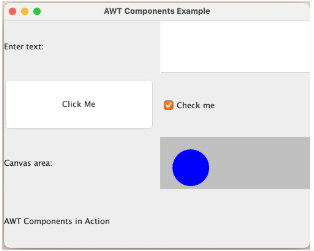 AWT Components Example
Enter text:
Click Me
Check me
Canvas area:
AWT Components in Action